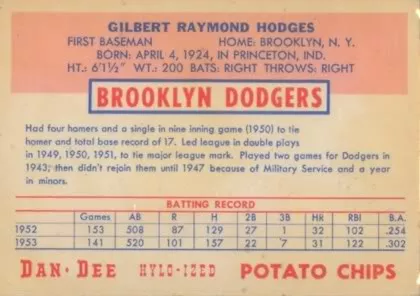 GILBERT RAYMOND HODGES
FIRST BASEMAN HOME: BROOKLYN, N. Y.
BORN: APRIL 4, 1924, IN PRINCETON, IND.
HT.: 6'1½" WT.: 200 BATS: RIGHT THROWS: RIGHT
BROOKLYN DODGERS
Had four homers and a single in nine inning game (1950) to tie
homer and total base record of 17. Led league in double plays
in 1949, 1950, 1951, to tie major league mark. Played two games for Dodgers in
1943; then didn't rejoin them until 1947 because of Military Service and a year
in minors.
BATTING RECORD
Games AB R H 2B 3B HR RBI B.A.
1952 153 508 87 129 27 1 32 102 .254
1953 141 520 101 157 22 7 31 122 .302
DAN·DEE HYLO-IZED POTATO CHIPS